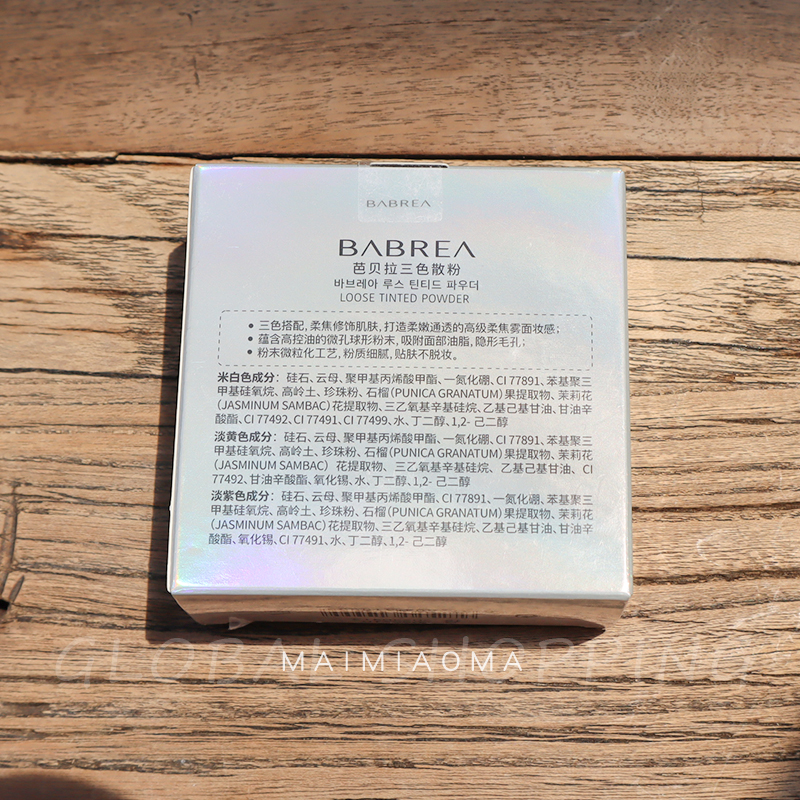 BABREA
BABREA
芭贝拉三色散粉
바브레아 루스 틴티드 파우더
LOOSE TINTED POWDER
• 三色搭配, 柔焦修饰肌肤, 打造柔嫩通透的高级柔焦雾面妆感；
• 蕴含高控油的微孔球形粉末, 吸附面部油脂, 隐形毛孔；
• 粉末微粒化工艺, 粉质细腻, 贴肤不脱妆。
米白色成分：硅石、云母、聚甲基丙烯酸甲酯、一氮化硼、CI 77891、苯基聚三
甲基硅氧烷、高岭土、珍珠粉、石榴(PUNICA GRANATUM)果提取物、茉莉花
(JASMINUM SAMBAC)花提取物、三乙氧基辛基硅烷、乙基己基甘油、甘油辛
酸酯、CI 77492、CI 77491、CI 77499、水、丁二醇、1,2- 己二醇
淡黄色成分：硅石、云母、聚甲基丙烯酸甲酯、一氮化硼、CI 77891、苯基聚三
甲基硅氧烷、高岭土、珍珠粉、石榴(PUNICA GRANATUM)果提取物、茉莉花
(JASMINUM SAMBAC) 花提取物、三乙氧基辛基硅烷、乙基己基甘油、CI
77492、甘油辛酸酯、氧化锡、水、丁二醇、1,2- 己二醇
淡紫色成分：硅石、云母、聚甲基丙烯酸甲酯、CI 77891、一氮化硼、苯基聚三
甲基硅氧烷、高岭土、珍珠粉、石榴(PUNICA GRANATUM)果提取物、茉莉花
(JASMINUM SAMBAC)花提取物、三乙氧基辛基硅烷、乙基己基甘油、甘油辛
酸酯、氧化锡、CI 77491、水、丁二醇、1,2- 己二醇
GLOBAL SHOPPING
MAIMIAOMA